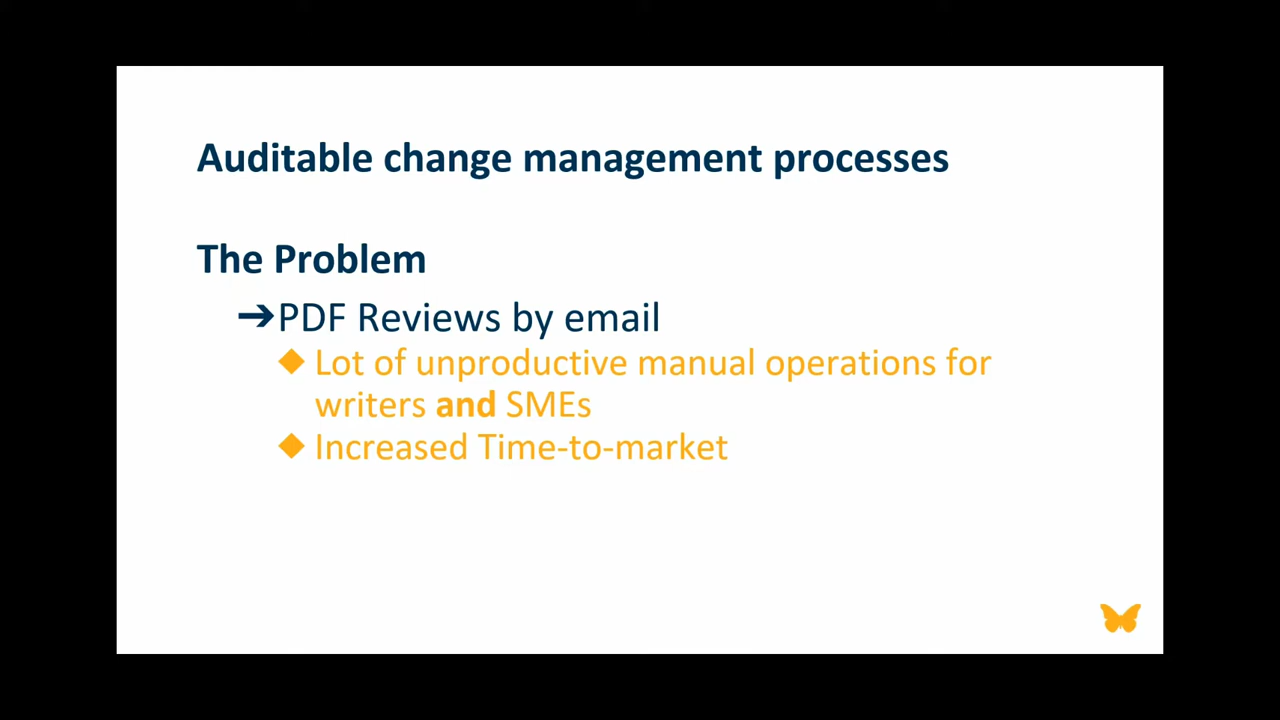 Auditable change management processes
The Problem
➔PDF Reviews by email
◆ Lot of unproductive manual operations for
writers and SMEs
◆ Increased Time-to-market